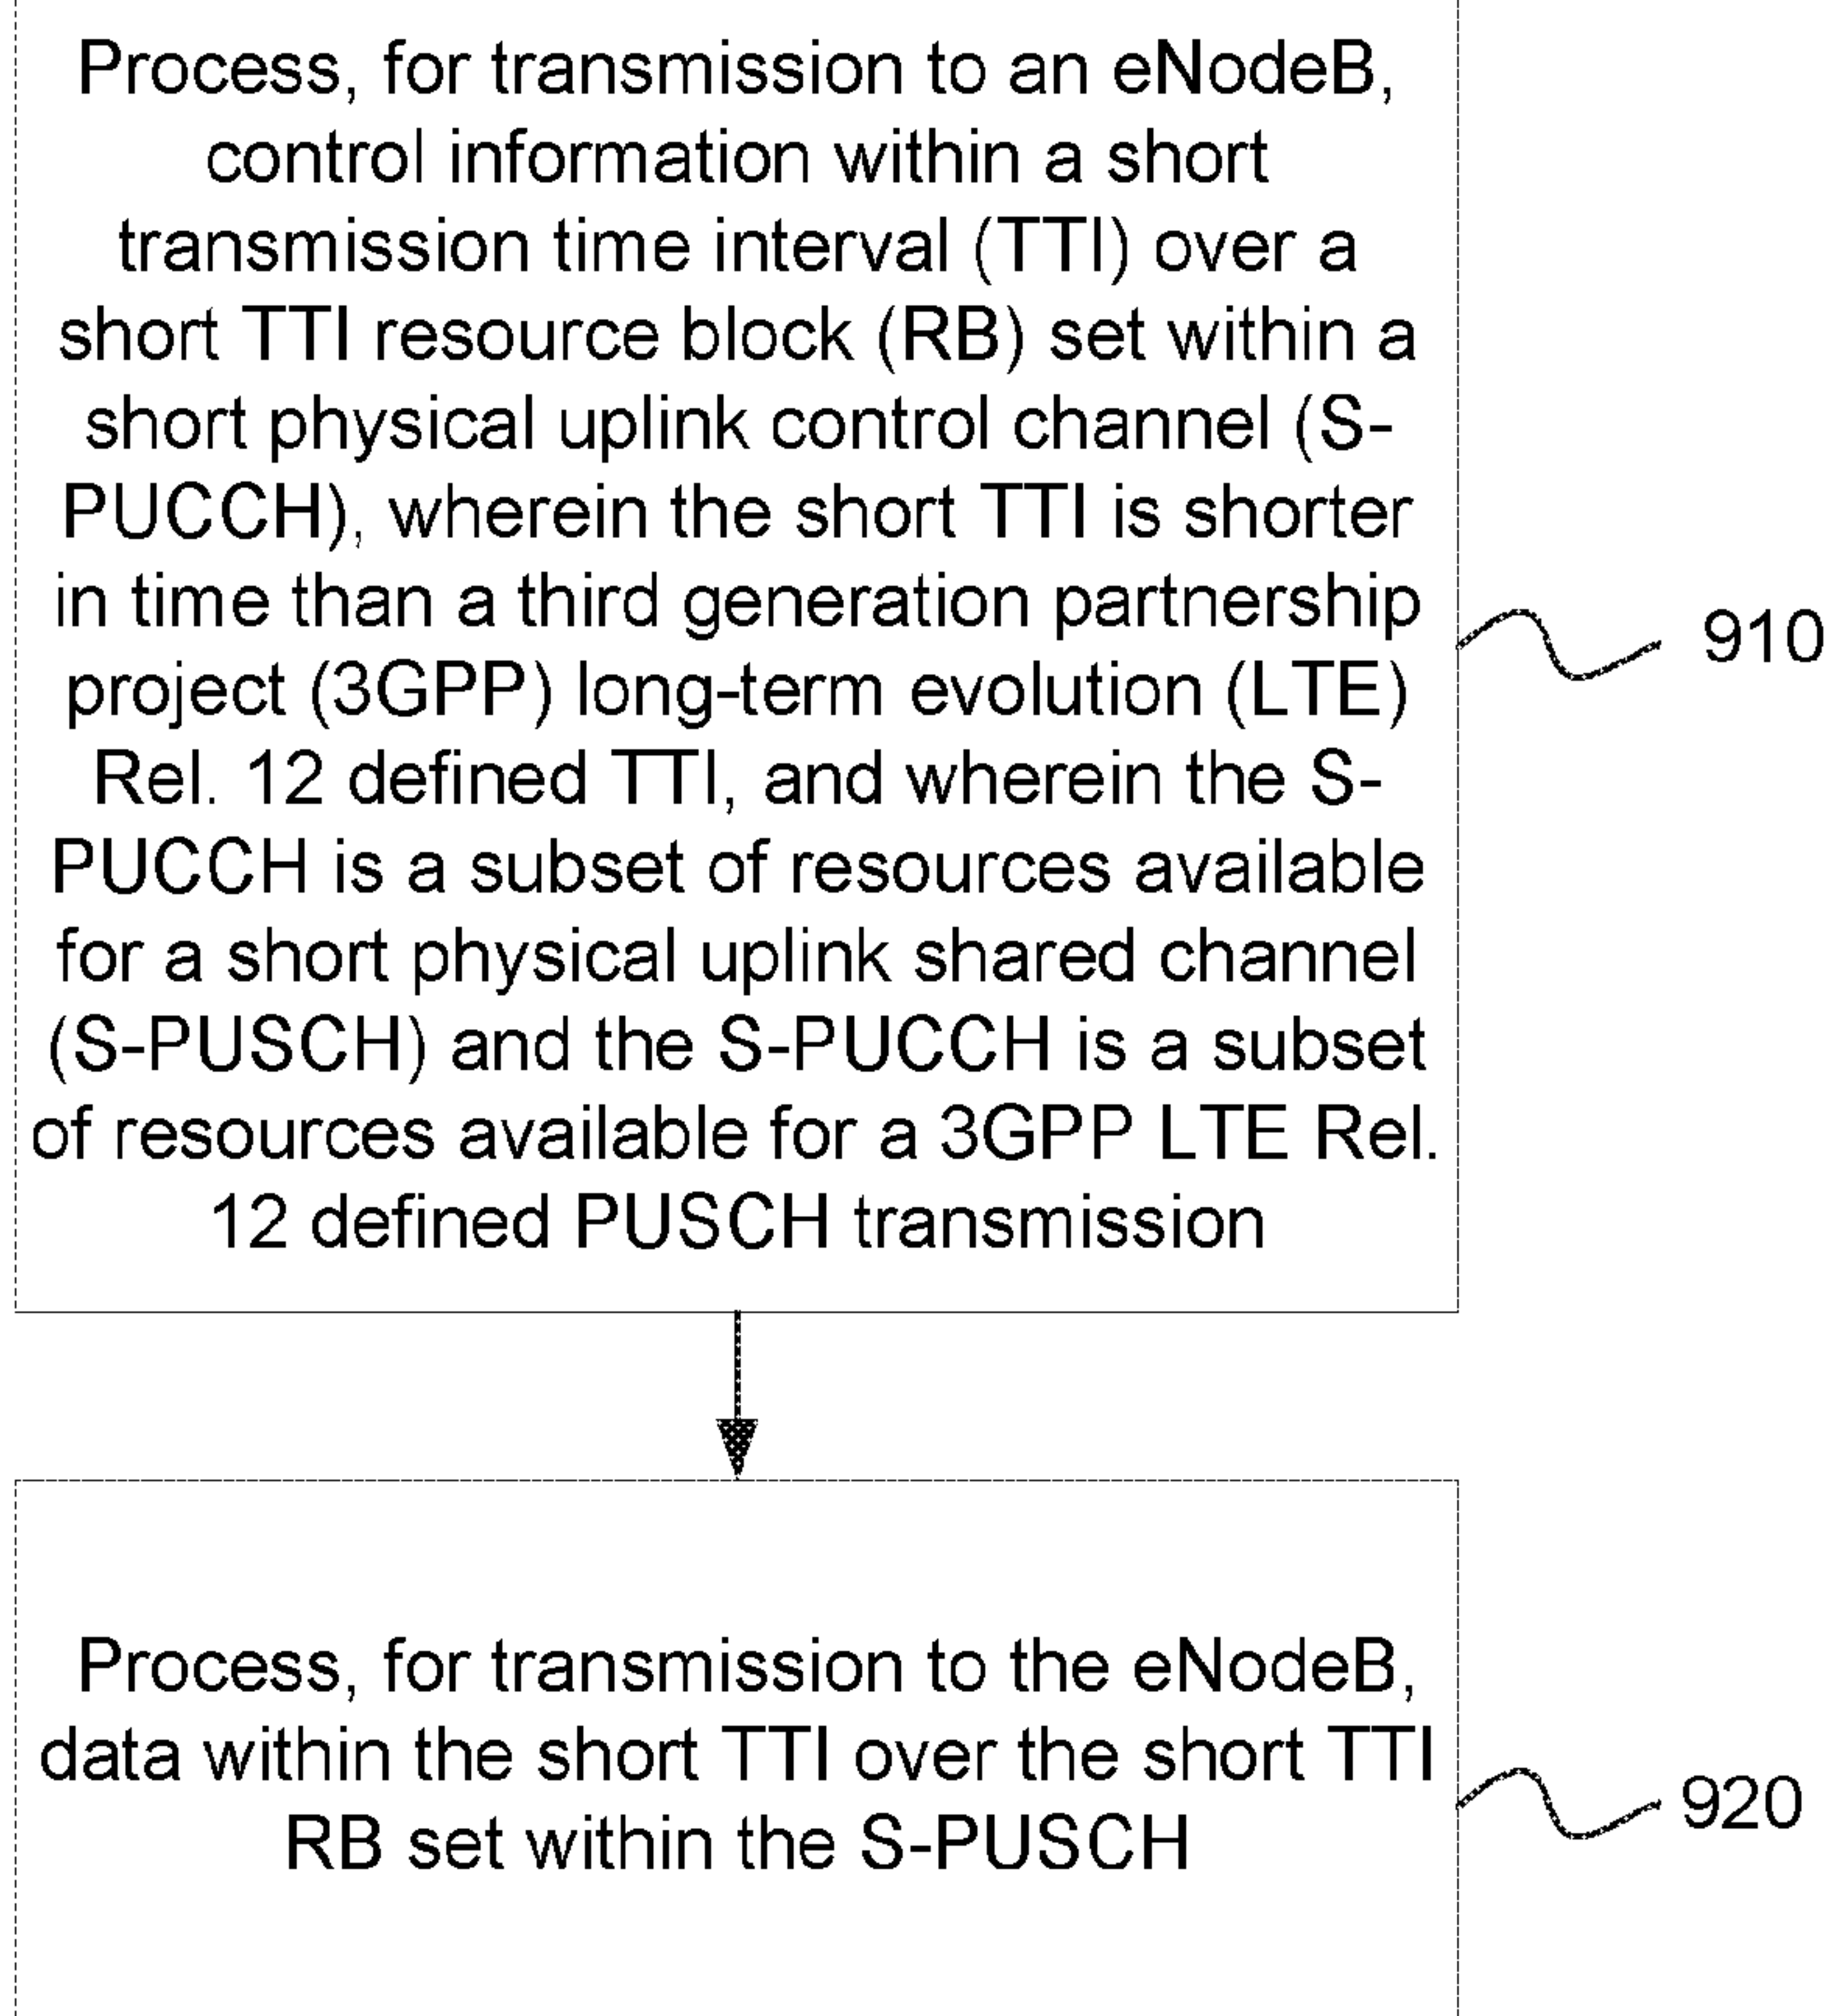 Process, for transmission to an eNodeB,
control information within a short
transmission time interval (TTI) over a
short TTI resource block (RB) set within a
short physical uplink control channel (S-
PUCCH), wherein the short TTI is shorter
in time than a third generation partnership
project (3GPP) long-term evolution (LTE)
Rel. 12 defined TTI, and wherein the S-
PUCCH is a subset of resources available
for a short physical uplink shared channel
(S-PUSCH) and the S-PUCCH is a subset
of resources available for a 3GPP LTE Rel.
12 defined PUSCH transmission
910
Process, for transmission to the eNodeB,
data within the short TTI over the short TTI
RB set within the S-PUSCH
920